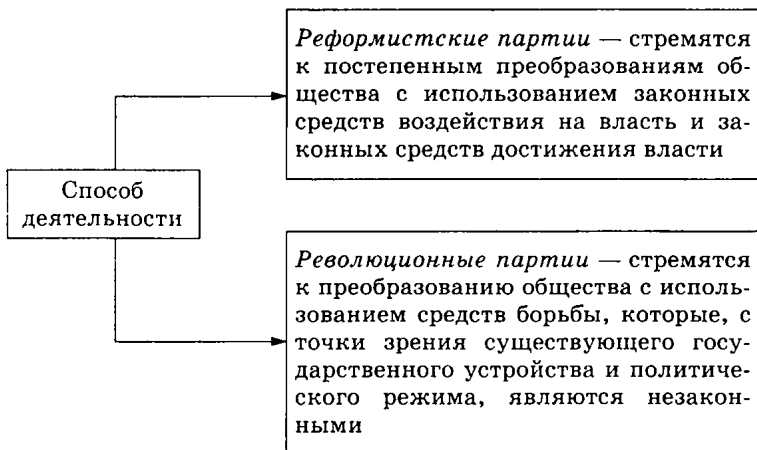 Реформистские партии — стремятся
к постепенным преобразованиям об-
щества с использованием законных
средств воздействия на власть и за-
конных средств достижения власти
Способ
деятельности
Революционные партии — стремятся
к преобразованию общества с исполь-
зованием средств борьбы, которые, с
точки зрения существующего госу-
дарственного устройства и политиче-
ского режима, являются незакон-
ными